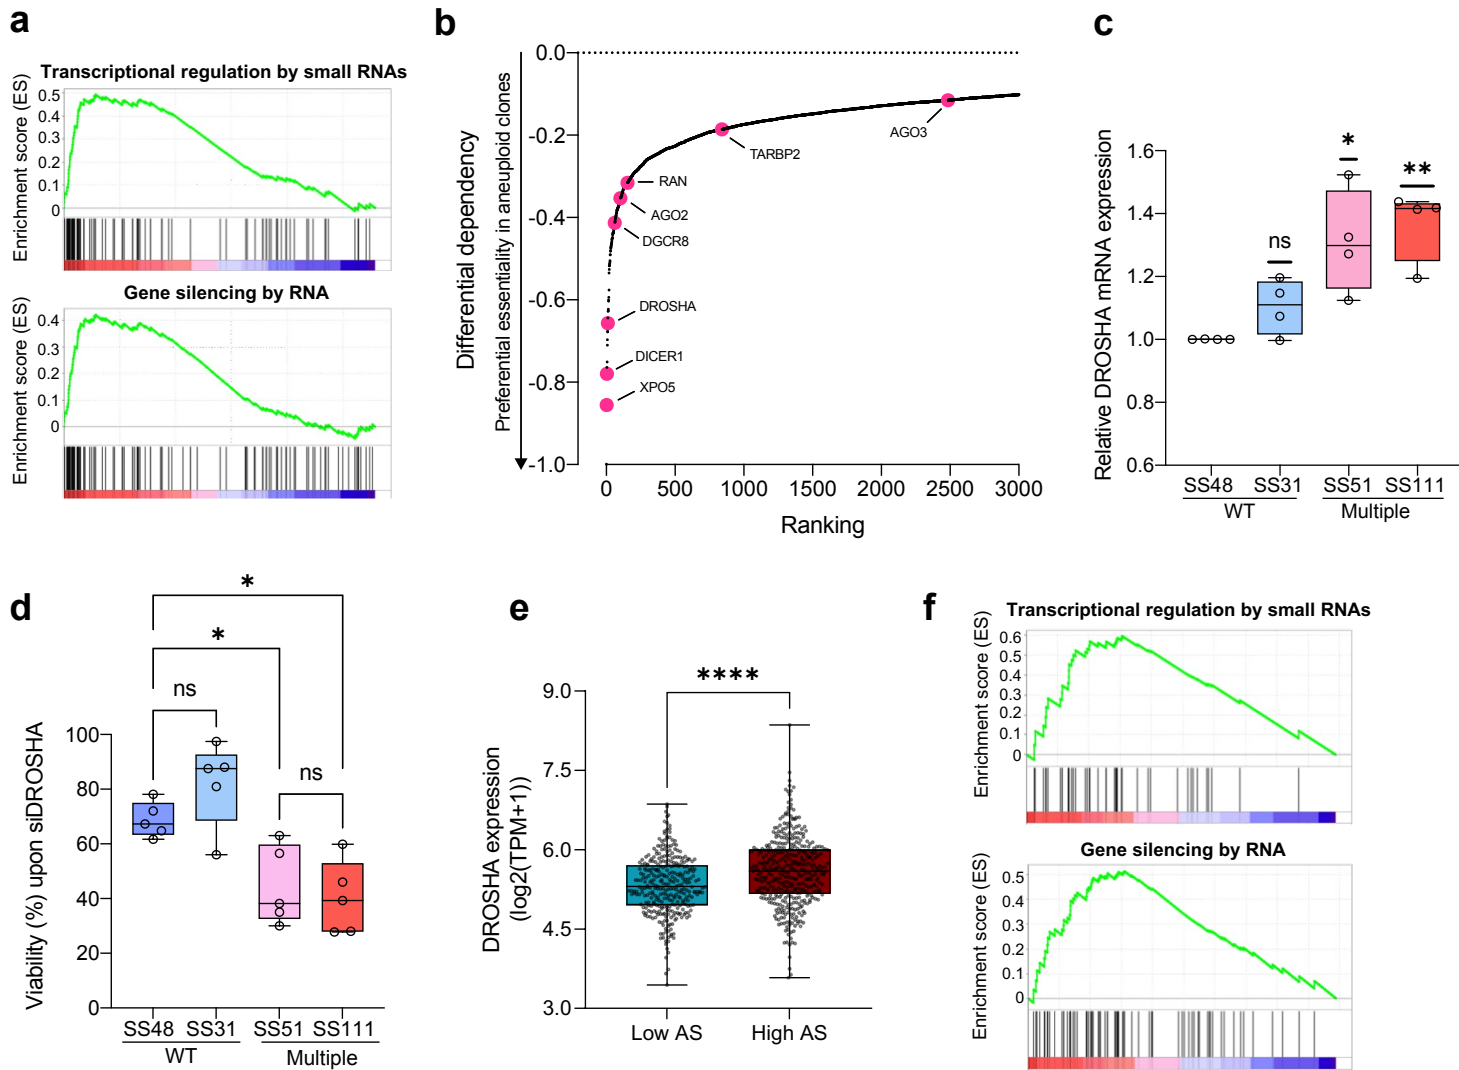 a
Transcriptional regulation by small RNAs
Enrichment score (ES)
0.5
0.4
0.3
0.2
0.1
0
Gene silencing by RNA
Enrichment score (ES)
0.4
0.3
0.2
0.1
0
b
Differential dependency
Preferential essentiality in aneuploid clones
0.0
-0.2
-0.4
-0.6
-0.8
-1.0
AGO3
TARBP2
RAN
AGO2
DGCR8
DROSHA
DICER1
XPO5
0 500 1000 1500 2000 2500 3000
Ranking
c
Relative DROSHA mRNA expression
1.6
1.4
1.2
1.0
0.8
0.6
ns
*
**
SS48 SS31 SS51 SS111
WT Multiple
d
Viability (%) upon siDROSHA
100
80
60
40
20
0
*
*
ns
ns
SS48 SS31 SS51 SS111
WT Multiple
e
DROSHA expression
(log2(TPM+1))
9.0
7.5
6.0
4.5
3.0
****
Low AS High AS
f
Transcriptional regulation by small RNAs
Enrichment score (ES)
0.6
0.5
0.4
0.3
0.2
0.1
0
Gene silencing by RNA
Enrichment score (ES)
0.5
0.4
0.3
0.2
0.1
0